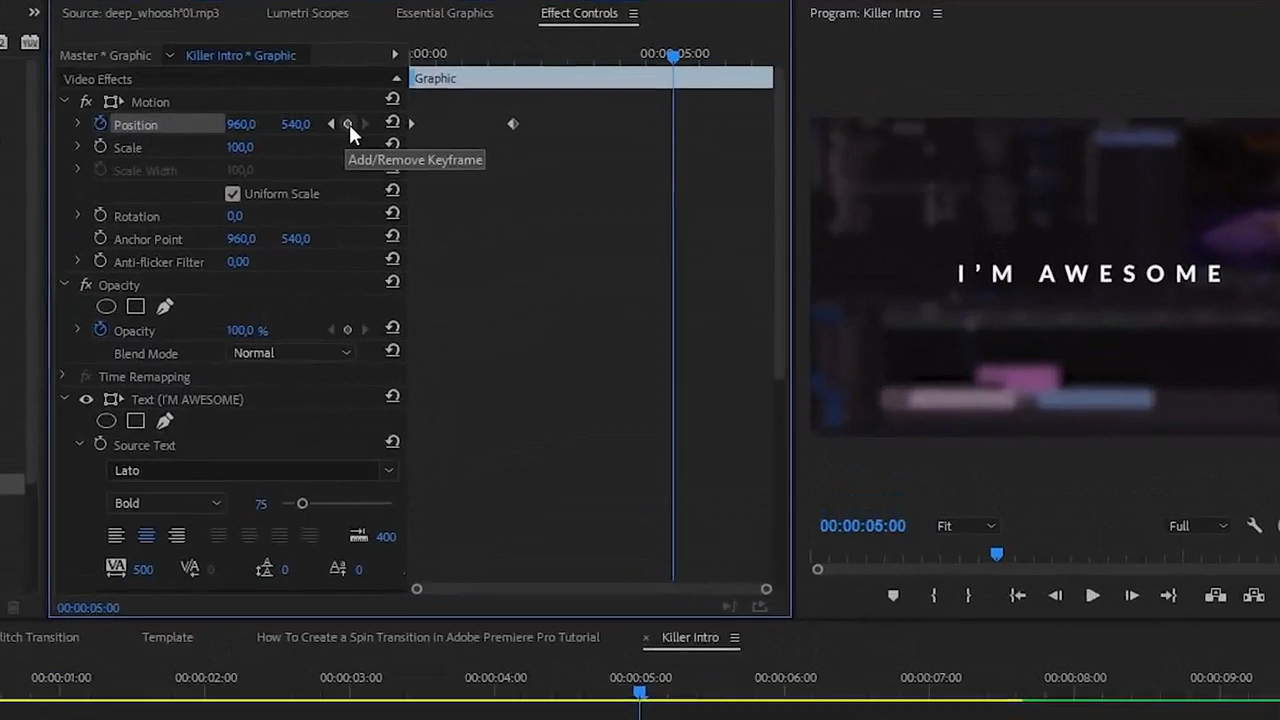 Source: deep_whoosh^01.mp3 Lumetri Scopes Essential Graphics Effect Controls
Program: Killer Intro
Master * Graphic Killer Intro * Graphic
:00:00 00:00:05:00
Video Effects
Graphic
Motion
Position 960,0 540,0
Scale 100,0
Add/Remove Keyframe
Scale Width 100,0
Uniform Scale
Rotation 0,0
Anchor Point 960,0 540,0
Anti-flicker Filter 0,00
Opacity
Opacity 100,0 %
Blend Mode Normal
Time Remapping
Text (I'M AWESOME)
Source Text
Lato
Bold 75
400
500 0 0 0
00:00:05:00
I'M AWESOME
00:00:05:00 Fit Full
litch Transition Template How To Create a Spin Transition in Adobe Premiere Pro Tutorial × Killer Intro
00:00:01:00 00:00:02:00 00:00:03:00 00:00:04:00 00:00:05:00 00:00:06:00 00:00:07:00 00:00:08:00 00:00:09:00